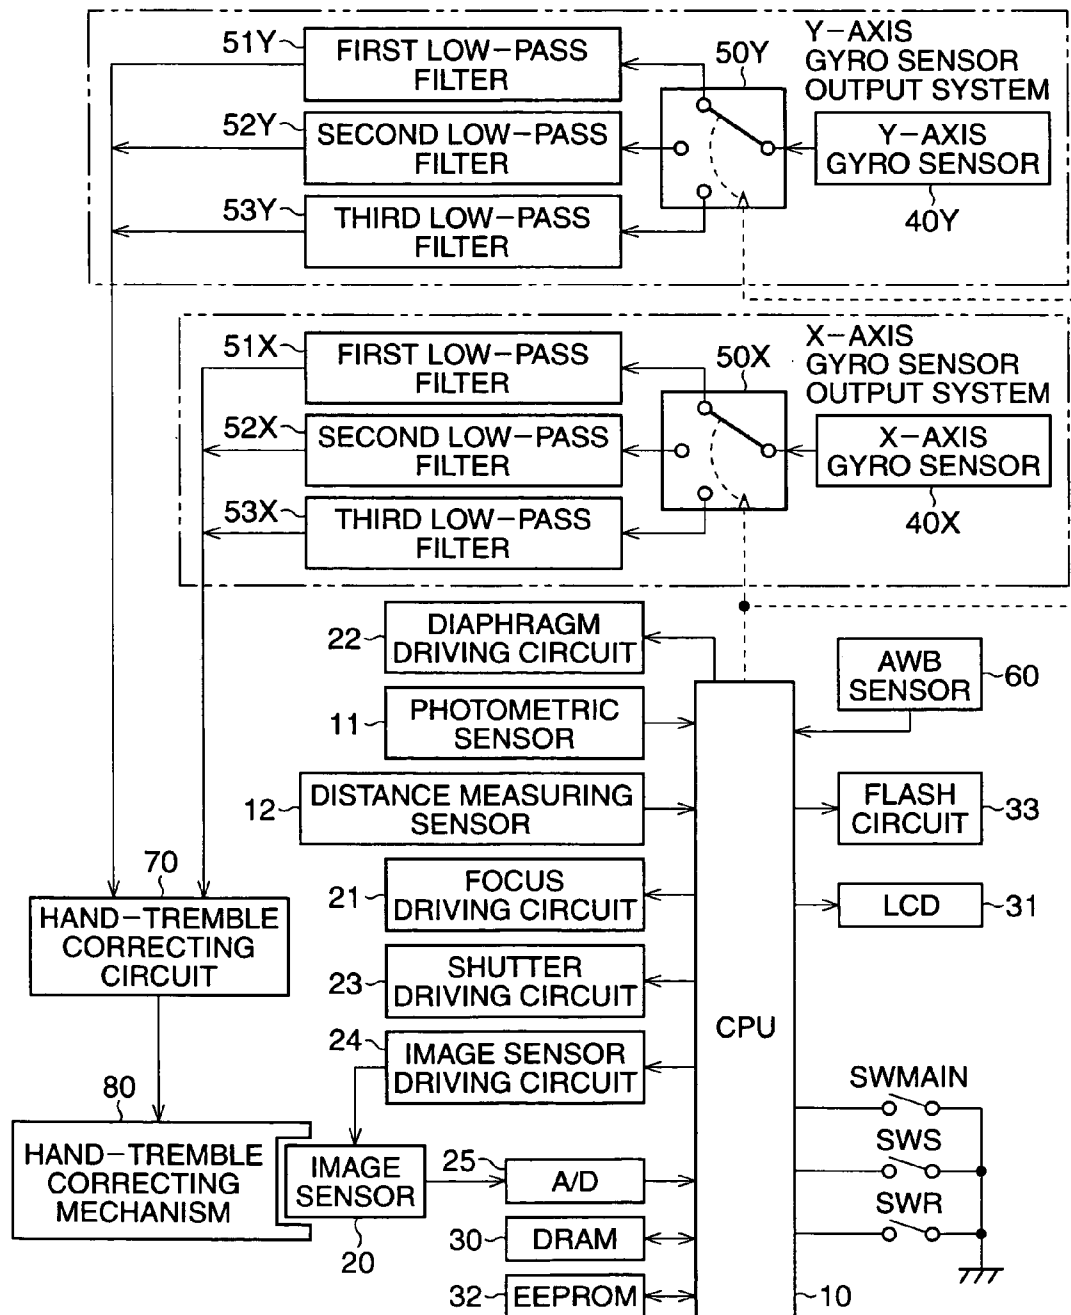 51Y
FIRST LOW-PASS
FILTER
50Y
Y-AXIS
GYRO SENSOR
OUTPUT SYSTEM
52Y
SECOND LOW-PASS
FILTER
Y-AXIS
GYRO SENSOR
53Y
THIRD LOW-PASS
FILTER
40Y
51X
FIRST LOW-PASS
FILTER
50X
X-AXIS
GYRO SENSOR
OUTPUT SYSTEM
52X
SECOND LOW-PASS
FILTER
X-AXIS
GYRO SENSOR
53X
THIRD LOW-PASS
FILTER
40X
22
DIAPHRAGM
DRIVING CIRCUIT
AWB
SENSOR
60
11
PHOTOMETRIC
SENSOR
12
DISTANCE MEASURING
SENSOR
FLASH
CIRCUIT
33
70
HAND-TREMBLE
CORRECTING
CIRCUIT
21
FOCUS
DRIVING CIRCUIT
LCD
31
23
SHUTTER
DRIVING CIRCUIT
CPU
24
IMAGE SENSOR
DRIVING CIRCUIT
SWMAIN
80
HAND-TREMBLE
CORRECTING
MECHANISM
IMAGE
SENSOR
20
25
A/D
SWS
SWR
30
DRAM
32
EEPROM
10